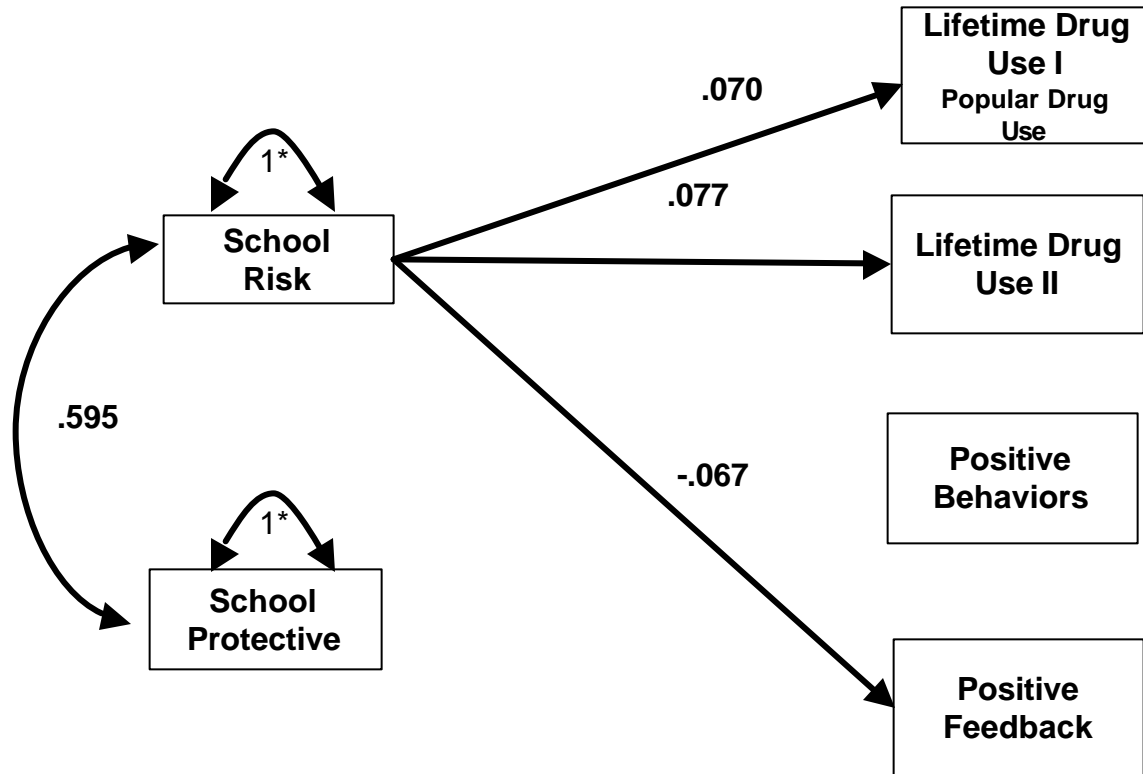 Lifetime Drug
Use I
Popular Drug
Use
.070
1*
.077
School
Risk
Lifetime Drug
Use II
.595
Positive
Behaviors
-.067
1*
School
Protective
Positive
Feedback